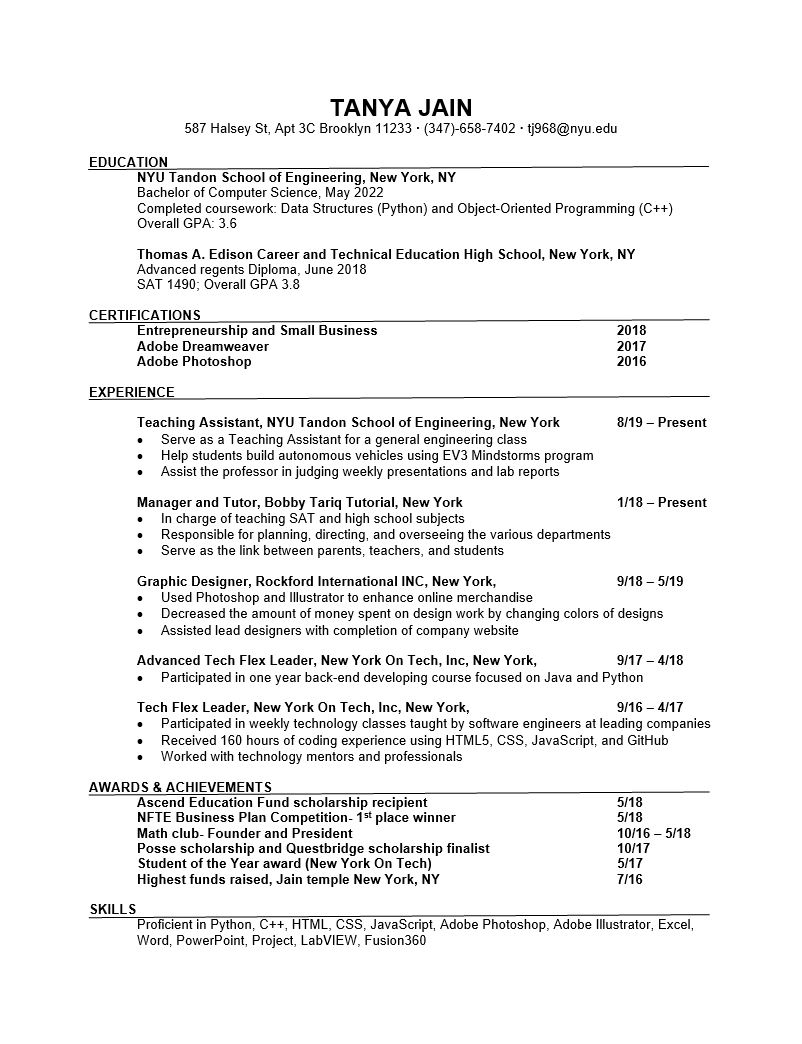 TANYA JAIN
587 Halsey St, Apt 3C Brooklyn 11233 · (347)-658-7402 · tj968@nyu.edu
EDUCATION
NYU Tandon School of Engineering, New York, NY
Bachelor of Computer Science, May 2022
Completed coursework: Data Structures (Python) and Object-Oriented Programming (C++)
Overall GPA: 3.6
Thomas A. Edison Career and Technical Education High School, New York, NY
Advanced regents Diploma, June 2018
SAT 1490; Overall GPA 3.8
CERTIFICATIONS
Entrepreneurship and Small Business 2018
Adobe Dreamweaver 2017
Adobe Photoshop 2016
EXPERIENCE
Teaching Assistant, NYU Tandon School of Engineering, New York 8/19 – Present
• Serve as a Teaching Assistant for a general engineering class
• Help students build autonomous vehicles using EV3 Mindstorms program
• Assist the professor in judging weekly presentations and lab reports
Manager and Tutor, Bobby Tariq Tutorial, New York 1/18 – Present
• In charge of teaching SAT and high school subjects
• Responsible for planning, directing, and overseeing the various departments
• Serve as the link between parents, teachers, and students
Graphic Designer, Rockford International INC, New York, 9/18 – 5/19
• Used Photoshop and Illustrator to enhance online merchandise
• Decreased the amount of money spent on design work by changing colors of designs
• Assisted lead designers with completion of company website
Advanced Tech Flex Leader, New York On Tech, Inc, New York, 9/17 – 4/18
• Participated in one year back-end developing course focused on Java and Python
Tech Flex Leader, New York On Tech, Inc, New York, 9/16 – 4/17
• Participated in weekly technology classes taught by software engineers at leading companies
• Received 160 hours of coding experience using HTML5, CSS, JavaScript, and GitHub
• Worked with technology mentors and professionals
AWARDS & ACHIEVEMENTS
Ascend Education Fund scholarship recipient 5/18
NFTE Business Plan Competition- 1st place winner 5/18
Math club- Founder and President 10/16 – 5/18
Posse scholarship and Questbridge scholarship finalist 10/17
Student of the Year award (New York On Tech) 5/17
Highest funds raised, Jain temple New York, NY 7/16
SKILLS
Proficient in Python, C++, HTML, CSS, JavaScript, Adobe Photoshop, Adobe Illustrator, Excel,
Word, PowerPoint, Project, LabVIEW, Fusion360